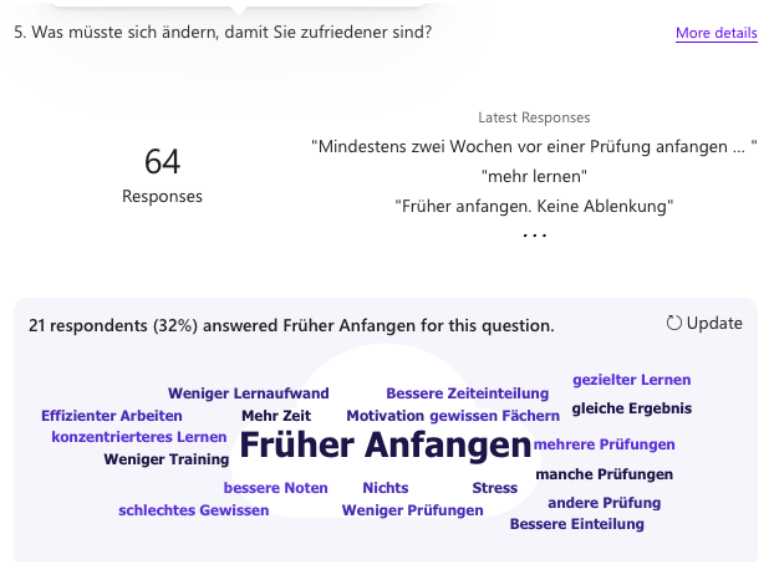 5. Was müsste sich ändern, damit Sie zufriedener sind?
More details
64
Responses
Latest Responses
"Mindestens zwei Wochen vor einer Prüfung anfangen ... "
"mehr lernen"
"Früher anfangen. Keine Ablenkung"
...
21 respondents (32%) answered Früher Anfangen for this question.
Update
gezielter Lernen
Weniger Lernaufwand
Bessere Zeiteinteilung
Effizienter Arbeiten
Mehr Zeit
Motivation
gewissen Fächern
gleiche Ergebnis
konzentrierteres Lernen
Früher Anfangen
mehrere Prüfungen
Weniger Training
manche Prüfungen
bessere Noten
Nichts
Stress
andere Prüfung
schlechtes Gewissen
Weniger Prüfungen
Bessere Einteilung